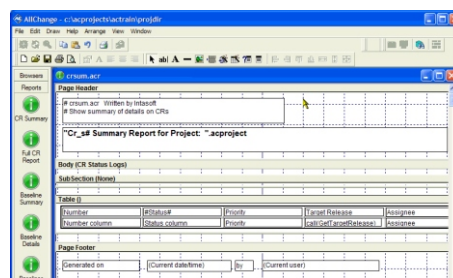 AllChange - c:\acprojects\actrain\projdir
File Edit Draw Help Arrange View Window
Browsers
Reports
CR Summary
Full CR Report
Baseline Summary
Baseline Details
crsum.acr
Page Header
# crsum.acr Written by Intasoft
# Show summary of details on CRs
"Cr_s# Summary Report for Project: ".acproject
Body (CR Status Logs)
SubSection (None)
Table ()
Number #Status# Priority Target Release Assignee
Number column Status column Priority call(GetTargetRelease) Assignee
Page Footer
Generated on (Current date/time) by (Current user)